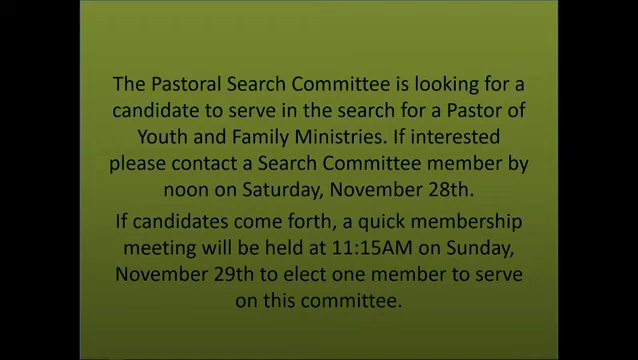 The Pastoral Search Committee is looking for a
candidate to serve in the search for a Pastor of
Youth and Family Ministries. If interested
please contact a Search Committee member by
noon on Saturday, November 28th.
If candidates come forth, a quick membership
meeting will be held at 11:15AM on Sunday,
November 29th to elect one member to serve
on this committee.